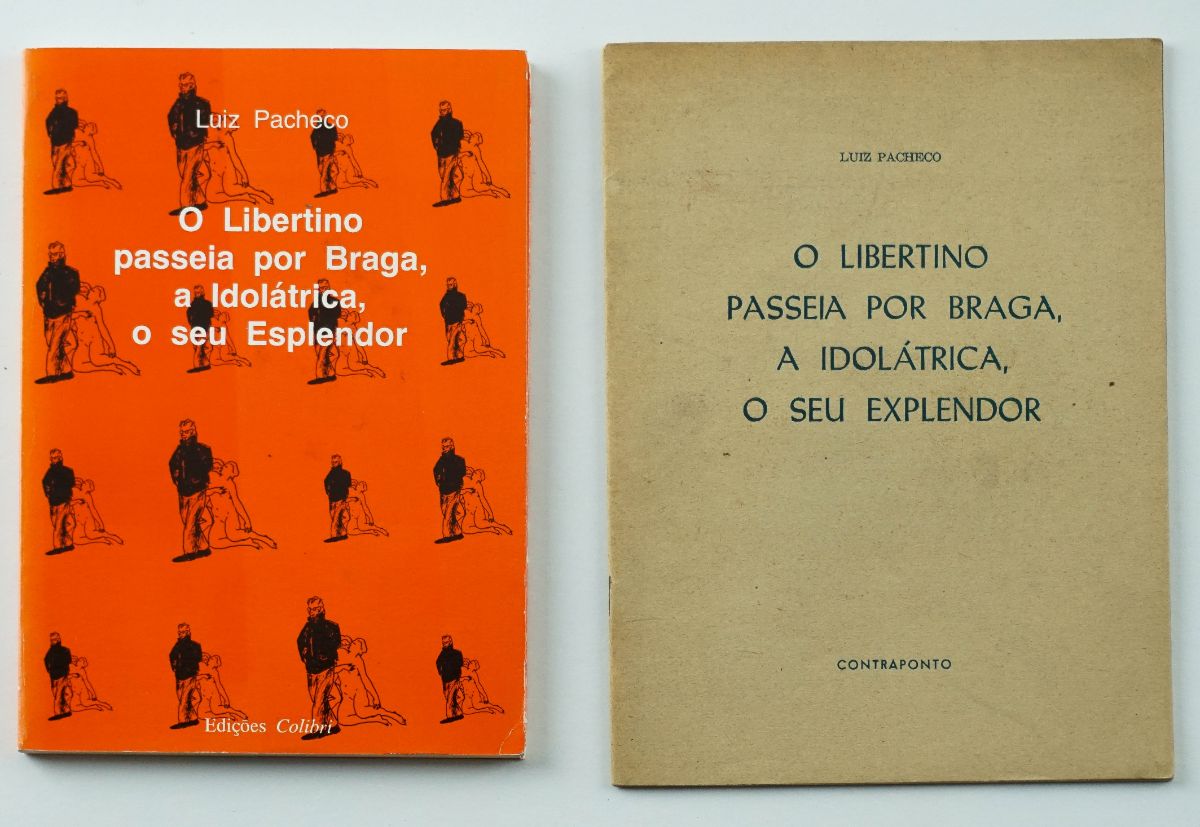 Luiz Pacheco
O Libertino
passeia por Braga,
a Idolátrica,
o seu Esplendor
Edições Colibri
LUIZ PACHECO
O LIBERTINO
PASSEIA POR BRAGA,
A IDOLÁTRICA,
O SEU EXPLENDOR
CONTRAPONTO